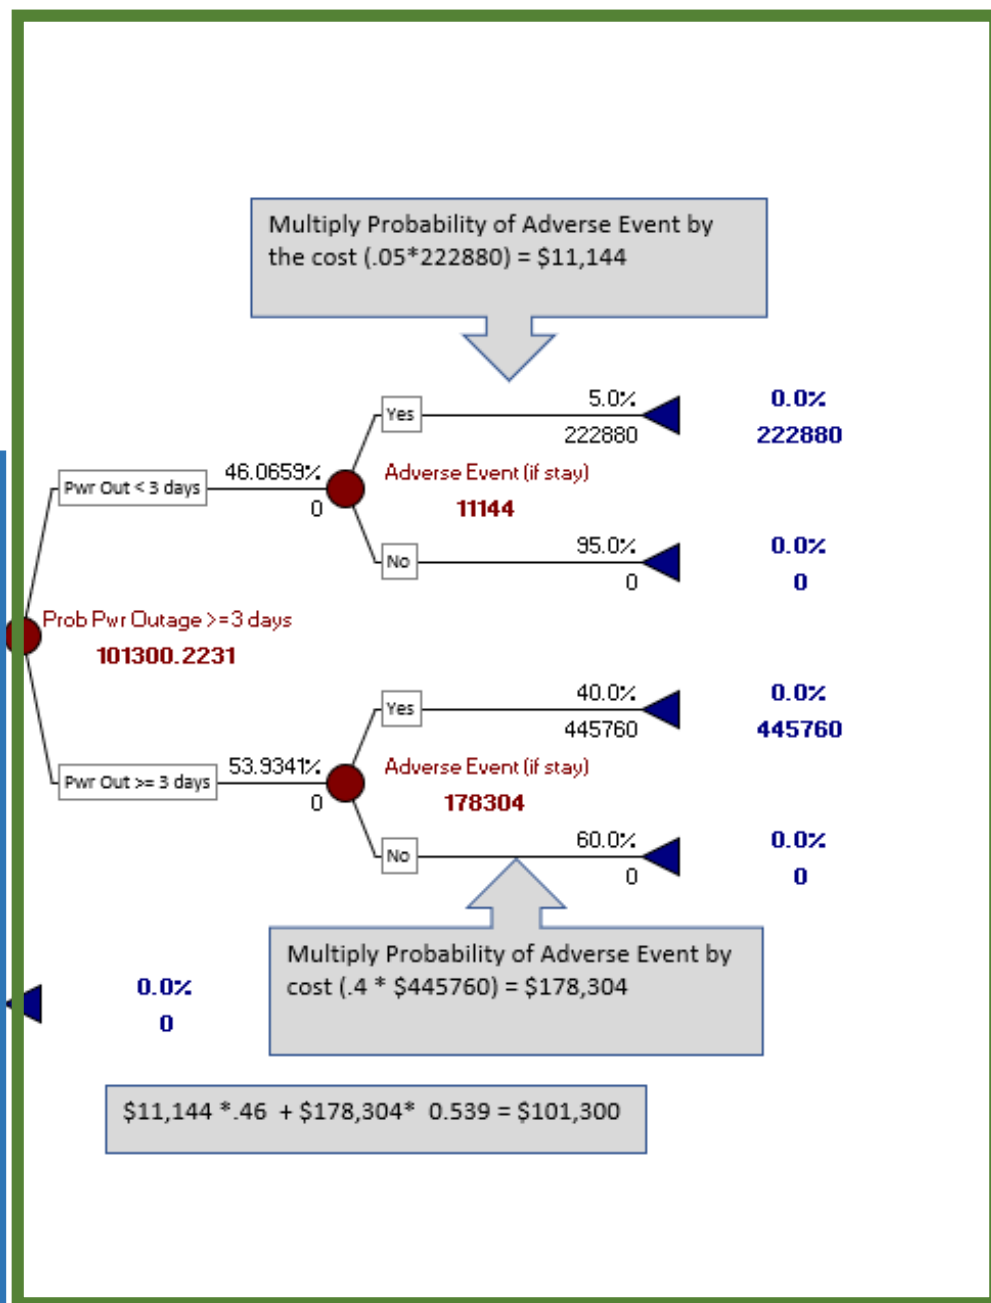 Multiply Probability of Adverse Event by
the cost (.05*222880) = $11,144
5.0%
0.0%
Yes
222880
222880
46.0659%
Adverse Event (if stay)
Pwr Out < 3 days
0
11144
95.0%
0.0%
No
0
0
Prob Pwr Outage >=3 days
101300.2231
40.0%
0.0%
Yes
445760
445760
53.9341%
Adverse Event (if stay)
Pwr Out >= 3 days
0
178304
60.0%
0.0%
No
0
0
Multiply Probability of Adverse Event by
cost (.4 * $445760) = $178,304
0.0%
0
$11,144 *.46 + $178,304* 0.539 = $101,300